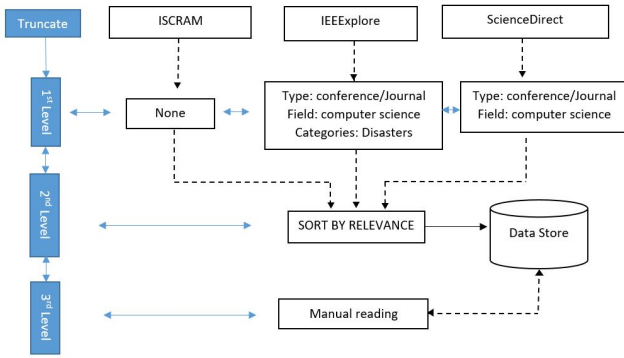 Truncate
ISCRAM
IEEExplore
ScienceDirect
1st Level
None
Type: conference/Journal
Field: computer science
Categories: Disasters
Type: conference/Journal
Field: computer science
2nd Level
SORT BY RELEVANCE
Data Store
3rd Level
Manual reading